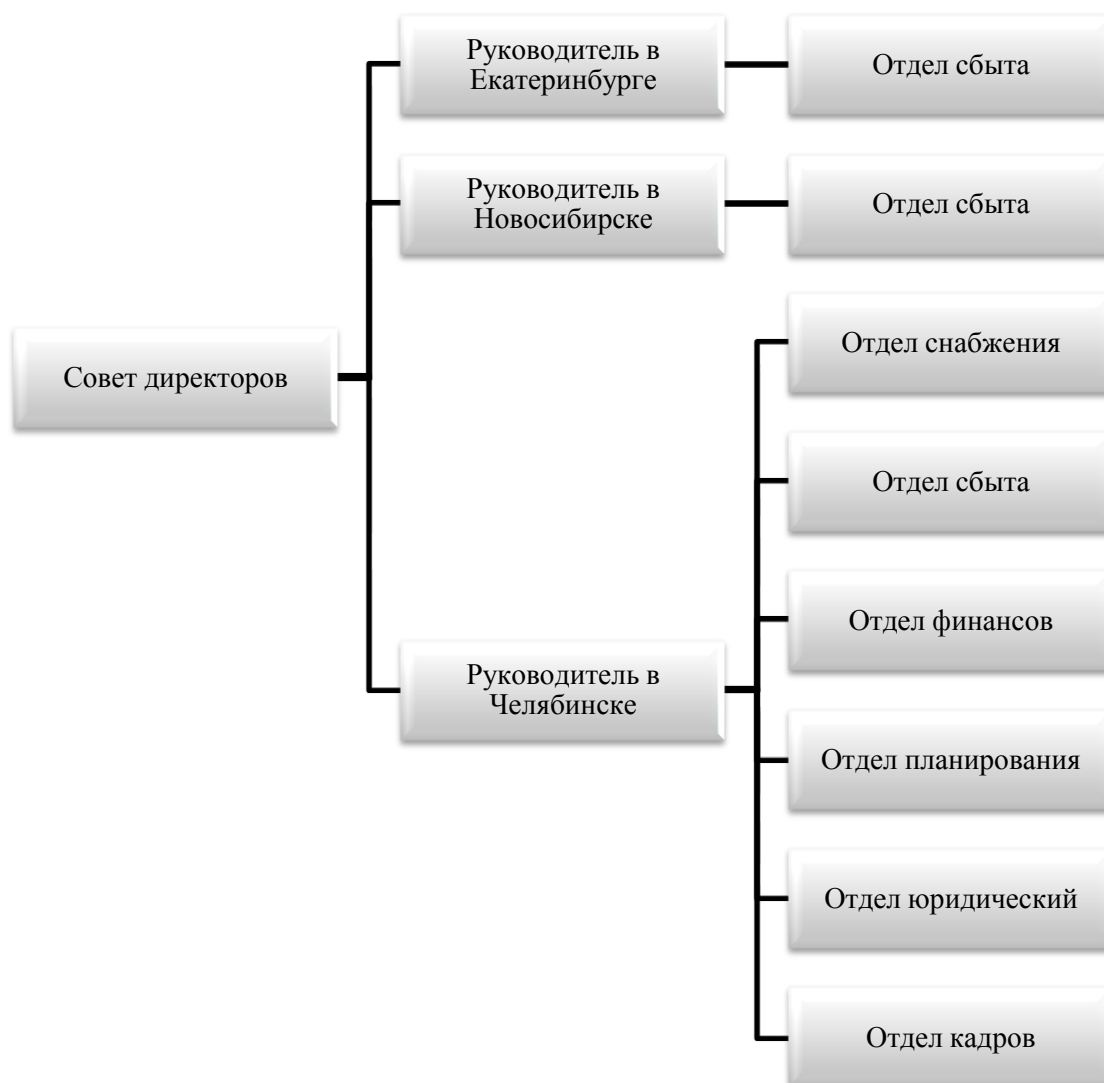 Руководитель в
Екатеринбурге
Отдел сбыта
Руководитель в
Новосибирске
Отдел сбыта
Совет директоров
Руководитель в
Челябинске
Отдел снабжения
Отдел сбыта
Отдел финансов
Отдел планирования
Отдел юридический
Отдел кадров